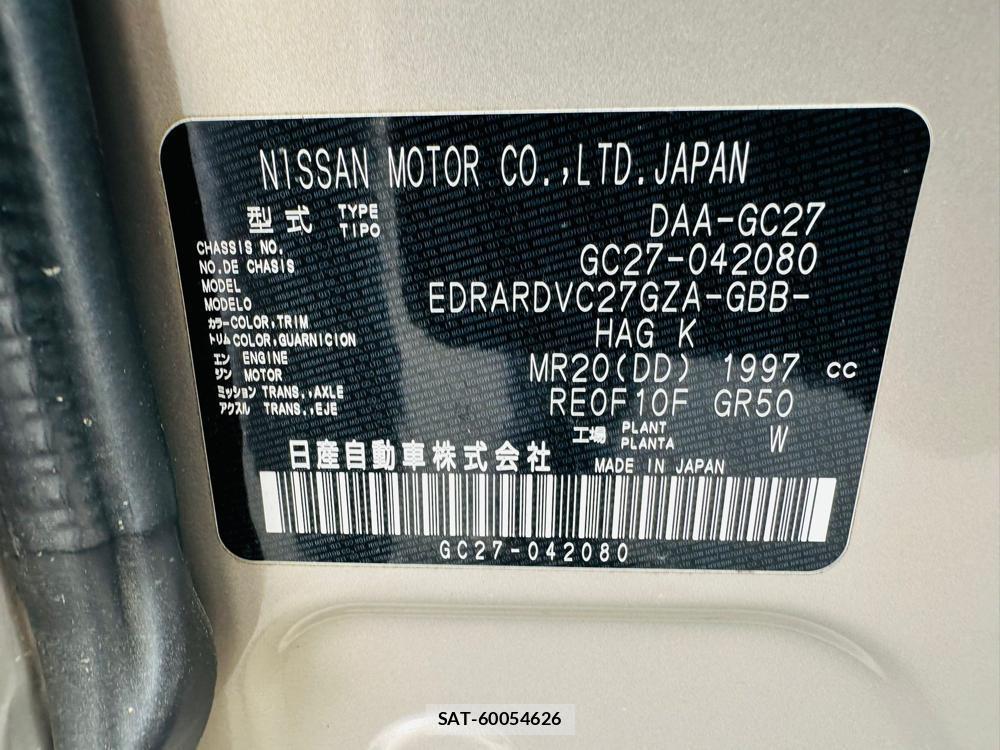 NISSAN MOTOR CO.,LTD.JAPAN
型式 TYPE TIPO DAA-GC27
CHASSIS NO. NO.DE CHASIS GC27-042080
MODEL MODELO EDRARDVC27GZA-GBB-
カラー COLOR,TRIM トリム COLOR,GUARNICION HAG K
エンジン ENGINE MOTOR MR20(DD) 1997 cc
ミッション TRANS.,AXLE アクスル TRANS.,EJE RE0F10F GR50
工場 PLANT PLANTA W
日産自動車株式会社 MADE IN JAPAN
GC27-042080
SAT-60054626